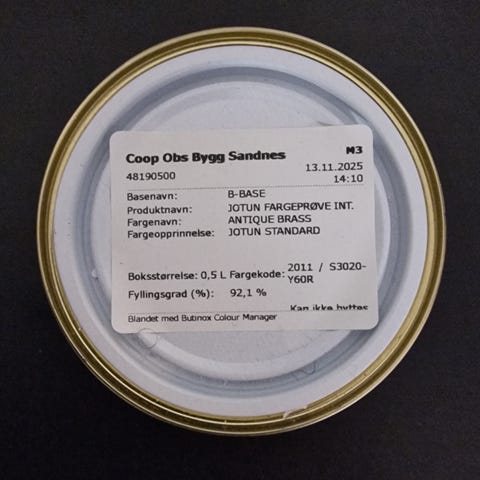 Coop Obs Bygg Sandnes M3
48190500 13.11.2025
14:10
Basenavn: B-BASE
Produktnavn: JOTUN FARGEPRØVE INT.
Fargenavn: ANTIQUE BRASS
Fargeopprinnelse: JOTUN STANDARD
Boksstørrelse: 0,5 L Fargekode: 2011 / S3020-
Y60R
Fyllingsgrad (%): 92,1 %
Kan ikke byttes
Blandet med Butinox Colour Manager